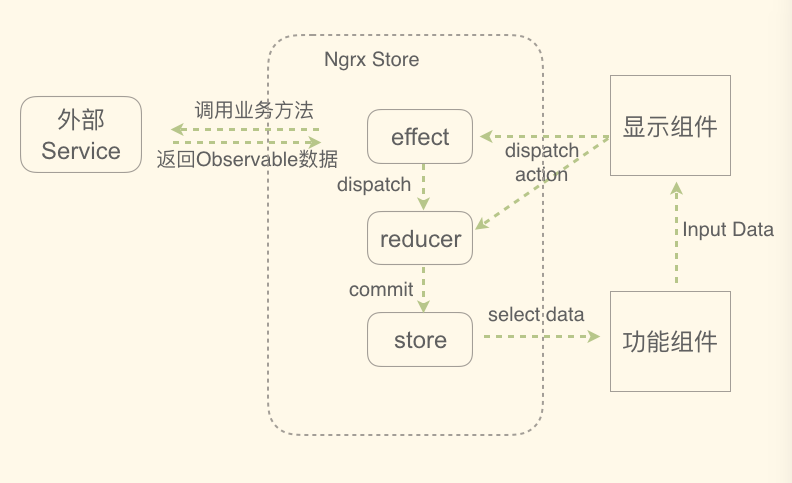 Ngrx Store
调用业务方法
外部
Service
返回Observable数据
effect
显示组件
dispatch
action
dispatch
reducer
Input Data
commit
select data
store
功能组件